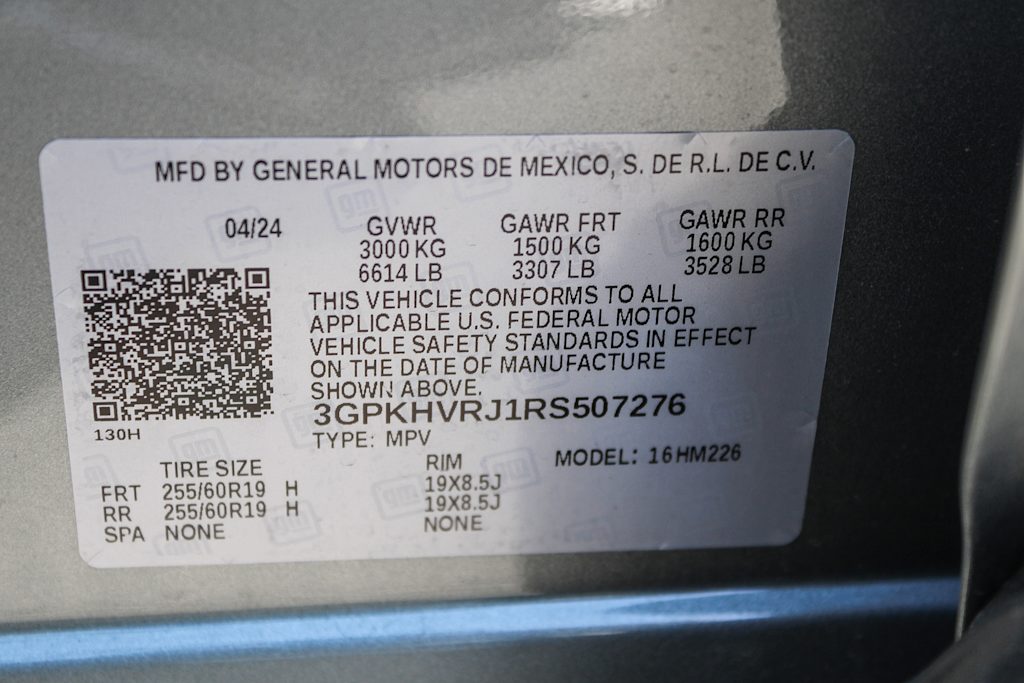 MFD BY GENERAL MOTORS DE MEXICO, S. DE R.L. DE C.V.
04/24 GVWR GAWR FRT GAWR RR
3000 KG 1500 KG 1600 KG
6614 LB 3307 LB 3528 LB
THIS VEHICLE CONFORMS TO ALL
APPLICABLE U.S. FEDERAL MOTOR
VEHICLE SAFETY STANDARDS IN EFFECT
ON THE DATE OF MANUFACTURE
SHOWN ABOVE.
3GPKHVRJ1RS507276
130H
TYPE: MPV
TIRE SIZE RIM MODEL: 16HM226
FRT 255/60R19 H 19X8.5J
RR 255/60R19 H 19X8.5J
SPA NONE NONE